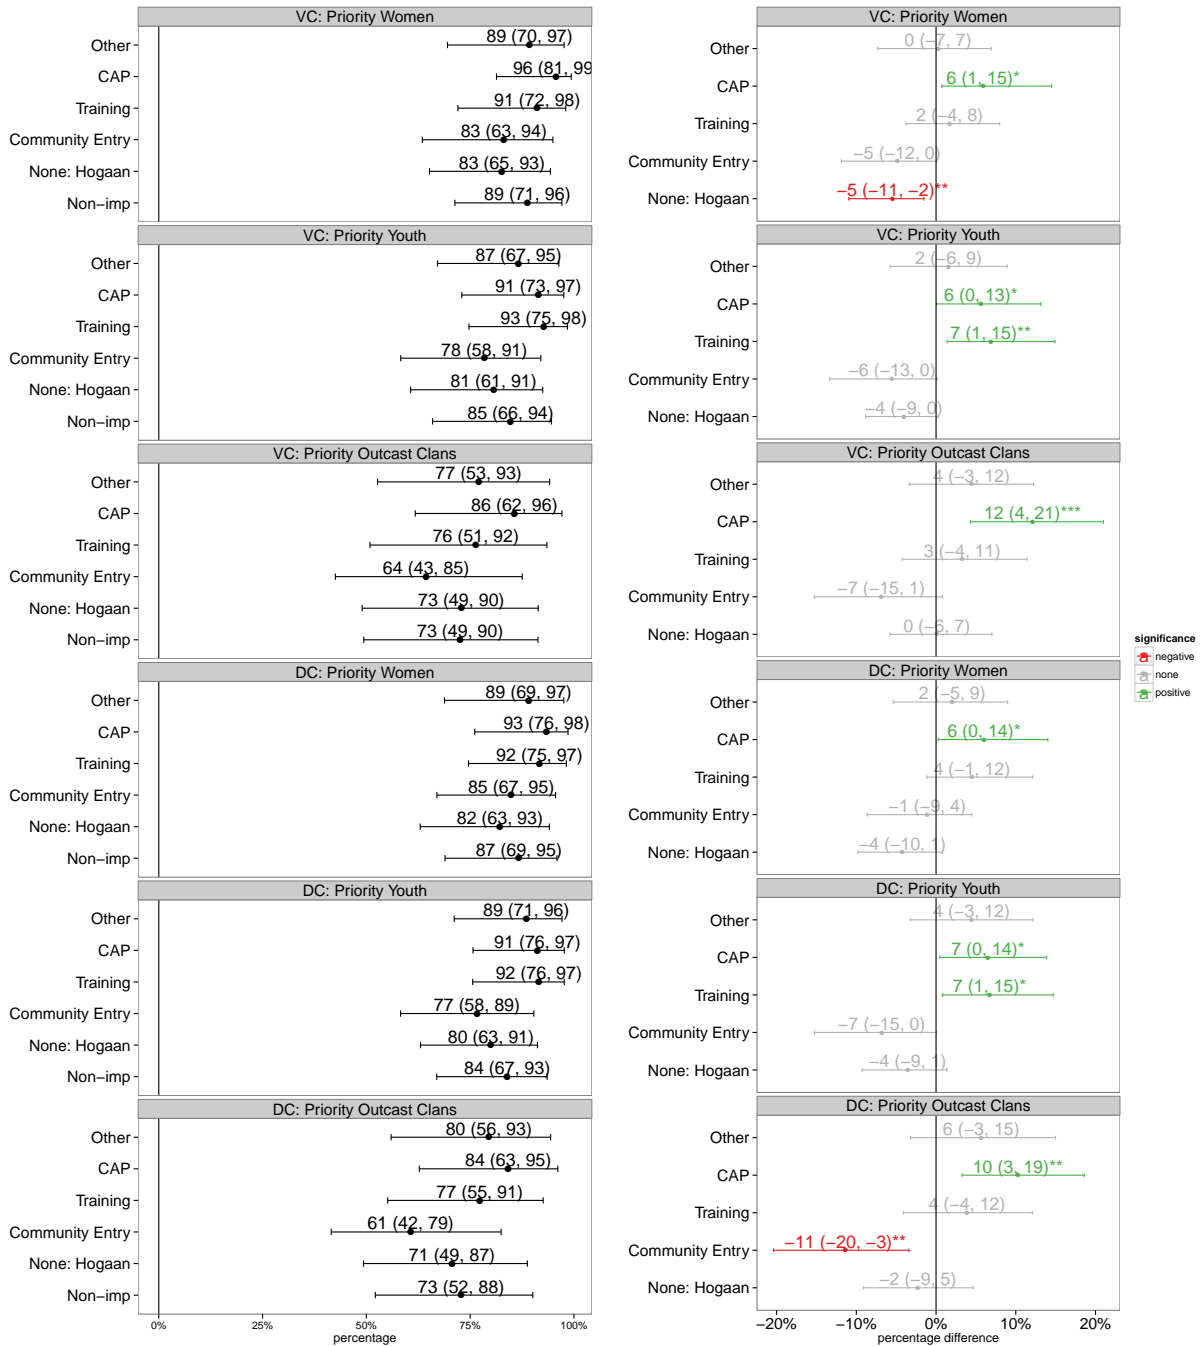 VC: Priority Women
Other
89 (70, 97)
CAP
96 (81, 99
Training
91 (72, 98)
Community Entry
83 (63, 94)
None: Hogaan
83 (65, 93)
Non−imp
89 (71, 96)
VC: Priority Youth
Other
87 (67, 95)
CAP
91 (73, 97)
Training
93 (75, 98)
Community Entry
78 (58, 91)
None: Hogaan
81 (61, 91)
Non−imp
85 (66, 94)
VC: Priority Outcast Clans
Other
77 (53, 93)
CAP
86 (62, 96)
Training
76 (51, 92)
Community Entry
64 (43, 85)
None: Hogaan
73 (49, 90)
Non−imp
73 (49, 90)
DC: Priority Women
Other
89 (69, 97)
CAP
93 (76, 98)
Training
92 (75, 97)
Community Entry
85 (67, 95)
None: Hogaan
82 (63, 93)
Non−imp
87 (69, 95)
DC: Priority Youth
Other
89 (71, 96)
CAP
91 (76, 97)
Training
92 (76, 97)
Community Entry
77 (58, 89)
None: Hogaan
80 (63, 91)
Non−imp
84 (67, 93)
DC: Priority Outcast Clans
Other
80 (56, 93)
CAP
84 (63, 95)
Training
77 (55, 91)
Community Entry
61 (42, 79)
None: Hogaan
71 (49, 87)
Non−imp
73 (52, 88)
0% 25% 50% 75% 100%
percentage
VC: Priority Women
Other
0 (−7, 7)
CAP
6 (1, 15)*
Training
2 (−4, 8)
Community Entry
−5 (−12, 0)
None: Hogaan
−5 (−11, −2)**
VC: Priority Youth
Other
2 (−6, 9)
CAP
6 (0, 13)*
Training
7 (1, 15)**
Community Entry
−6 (−13, 0)
None: Hogaan
−4 (−9, 0)
VC: Priority Outcast Clans
Other
4 (−3, 12)
CAP
12 (4, 21)***
Training
3 (−4, 11)
Community Entry
−7 (−15, 1)
None: Hogaan
0 (−6, 7)
DC: Priority Women
Other
2 (−5, 9)
CAP
6 (0, 14)*
Training
4 (−1, 12)
Community Entry
−1 (−9, 4)
None: Hogaan
−4 (−10, 1)
DC: Priority Youth
Other
4 (−3, 12)
CAP
7 (0, 14)*
Training
7 (1, 15)*
Community Entry
−7 (−15, 0)
None: Hogaan
−4 (−9, 1)
DC: Priority Outcast Clans
Other
6 (−3, 15)
CAP
10 (3, 19)**
Training
4 (−4, 12)
Community Entry
−11 (−20, −3)**
None: Hogaan
−2 (−9, 5)
−20% −10% 0% 10% 20%
percentage difference
significance
a negative
a none
a positive